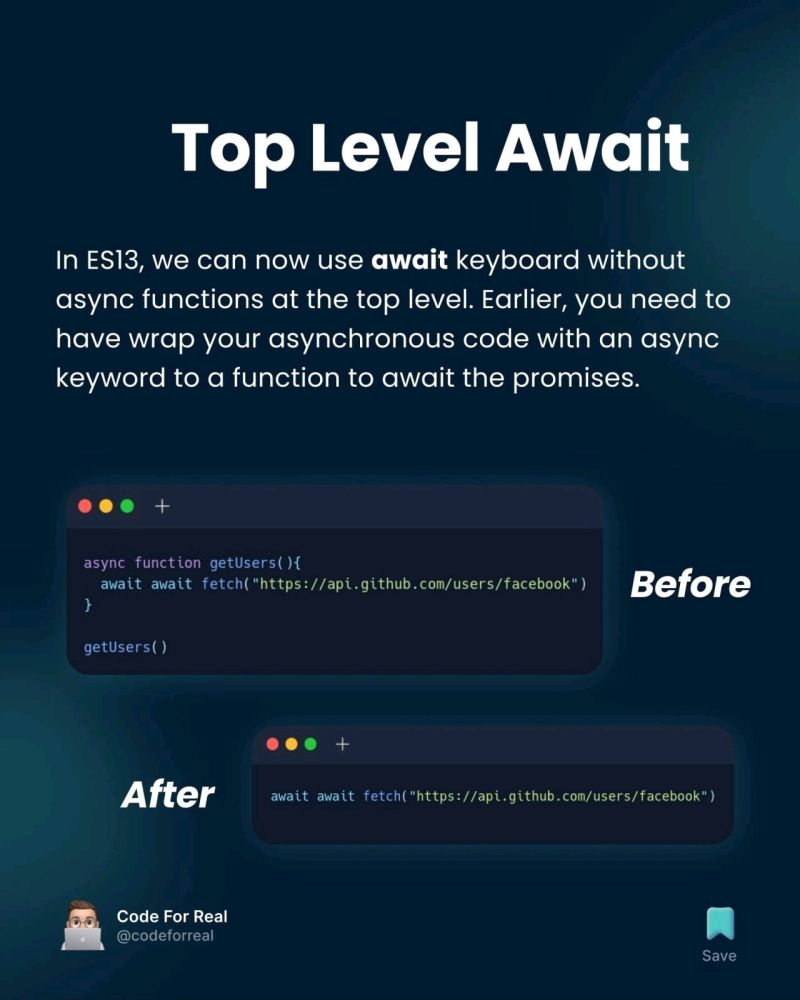 Top Level Await
In ES13, we can now use await keyboard without
async functions at the top level. Earlier, you need to
have wrap your asynchronous code with an async
keyword to a function to await the promises.
async function getUsers(){
  await await fetch("https://api.github.com/users/facebook")
}
getUsers()
Before
After
await await fetch("https://api.github.com/users/facebook")
Code For Real
@codeforreal
Save